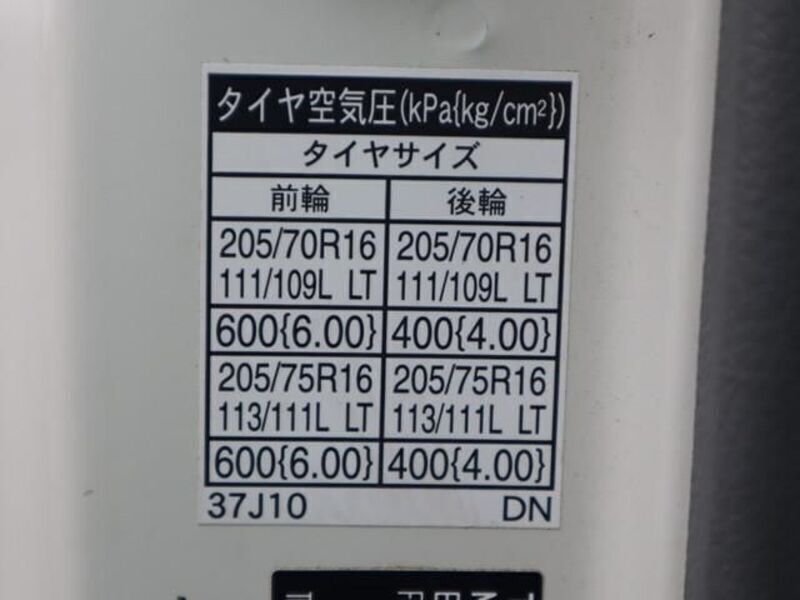 タイヤ空気圧(kPa{kg/cm²})
タイヤサイズ
前輪 後輪
205/70R16 205/70R16
111/109L LT 111/109L LT
600{6.00} 400{4.00}
205/75R16 205/75R16
113/111L LT 113/111L LT
600{6.00} 400{4.00}
37J10 DN